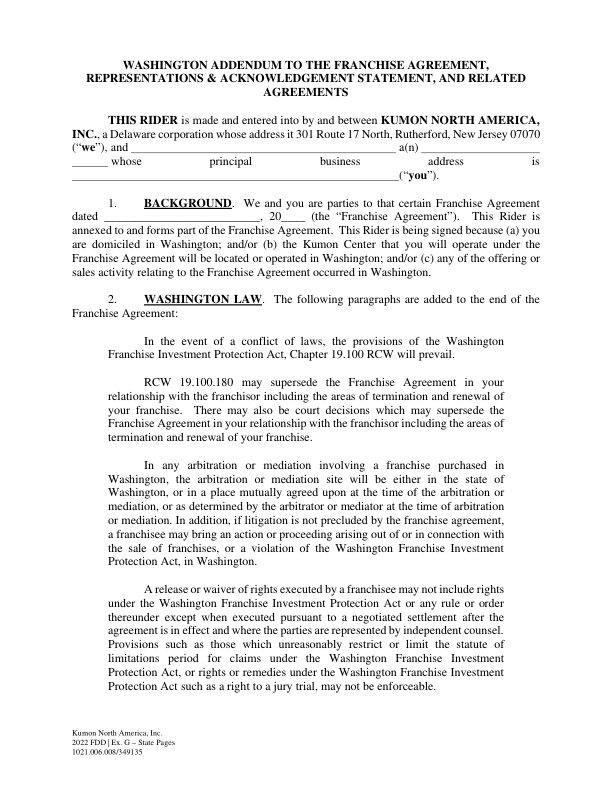 WASHINGTON ADDENDUM TO THE FRANCHISE AGREEMENT,
REPRESENTATIONS & ACKNOWLEDGEMENT STATEMENT, AND RELATED
AGREEMENTS
THIS RIDER is made and entered into by and between KUMON NORTH AMERICA,
INC., a Delaware corporation whose address it 301 Route 17 North, Rutherford, New Jersey 07070
(“we”), and ______________________________________________ a(n) ____________________
______ whose principal business address is
________________________________________________________(“you”).
1. BACKGROUND. We and you are parties to that certain Franchise Agreement
dated __________________________, 20____ (the “Franchise Agreement”). This Rider is
annexed to and forms part of the Franchise Agreement. This Rider is being signed because (a) you
are domiciled in Washington; and/or (b) the Kumon Center that you will operate under the
Franchise Agreement will be located or operated in Washington; and/or (c) any of the offering or
sales activity relating to the Franchise Agreement occurred in Washington.
2. WASHINGTON LAW. The following paragraphs are added to the end of the
Franchise Agreement:
In the event of a conflict of laws, the provisions of the Washington
Franchise Investment Protection Act, Chapter 19.100 RCW will prevail.
RCW 19.100.180 may supersede the Franchise Agreement in your
relationship with the franchisor including the areas of termination and renewal of
your franchise. There may also be court decisions which may supersede the
Franchise Agreement in your relationship with the franchisor including the areas of
termination and renewal of your franchise.
In any arbitration or mediation involving a franchise purchased in
Washington, the arbitration or mediation site will be either in the state of
Washington, or in a place mutually agreed upon at the time of the arbitration or
mediation, or as determined by the arbitrator or mediator at the time of arbitration
or mediation. In addition, if litigation is not precluded by the franchise agreement,
a franchisee may bring an action or proceeding arising out of or in connection with
the sale of franchises, or a violation of the Washington Franchise Investment
Protection Act, in Washington.
A release or waiver of rights executed by a franchisee may not include rights
under the Washington Franchise Investment Protection Act or any rule or order
thereunder except when executed pursuant to a negotiated settlement after the
agreement is in effect and where the parties are represented by independent counsel.
Provisions such as those which unreasonably restrict or limit the statute of
limitations period for claims under the Washington Franchise Investment
Protection Act, or rights or remedies under the Washington Franchise Investment
Protection Act such as a right to a jury trial, may not be enforceable.
Kumon North America, Inc.
2022 FDD | Ex. G – State Pages
1021.006.008/349135